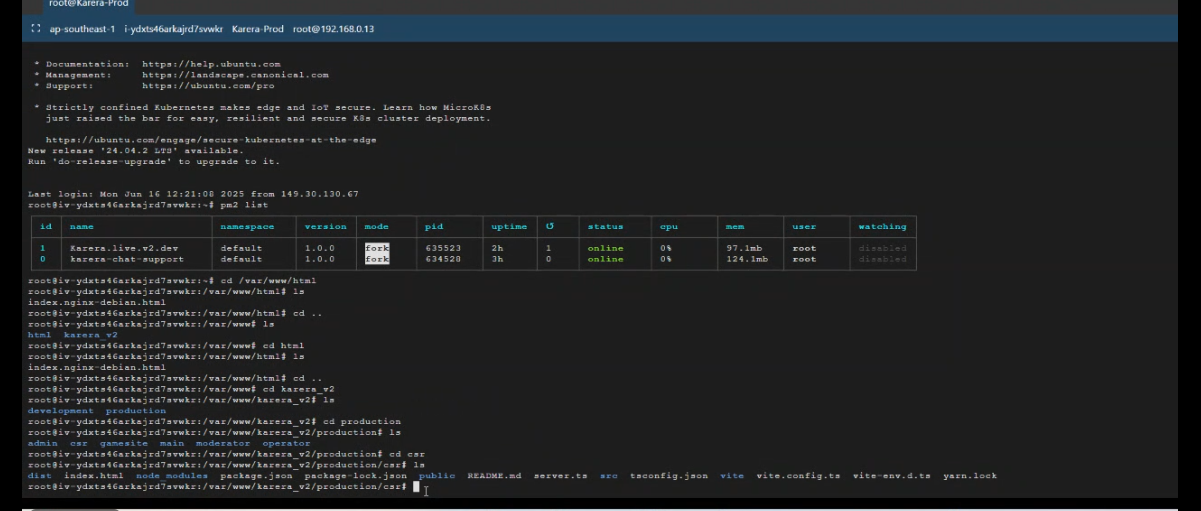 root@Karera-Prod
ap-southeast-1 i-ydxts46arkajrd7svwkr Karera-Prod root@192.168.0.13
* Documentation: https://help.ubuntu.com
* Management: https://landscape.canonical.com
* Support: https://ubuntu.com/pro
* Strictly confined Kubernetes makes edge and IoT secure. Learn how MicroK8s
just raised the bar for easy, resilient and secure K8s cluster deployment.
https://ubuntu.com/engage/secure-kubernetes-at-the-edge
New release '24.04.2 LTS' available.
Run 'do-release-upgrade' to upgrade to it.
Last login: Mon Jun 16 12:21:08 2025 from 149.30.130.67
root@iv-ydxts46arkajrd7svwkr:~# pm2 list
id name namespace version mode pid uptime ↺ status cpu mem user watching
1 Karera.live.v2.dev default 1.0.0 fork 635523 2h 1 online 0% 97.1mb root disabled
0 karera-chat-support default 1.0.0 fork 634528 3h 0 online 0% 124.1mb root disabled
root@iv-ydxts46arkajrd7svwkr:~# cd /var/www/html
root@iv-ydxts46arkajrd7svwkr:/var/www/html# ls
index.nginx-debian.html
root@iv-ydxts46arkajrd7svwkr:/var/www/html# cd ..
root@iv-ydxts46arkajrd7svwkr:/var/www# ls
html karera_v2
root@iv-ydxts46arkajrd7svwkr:/var/www# cd html
root@iv-ydxts46arkajrd7svwkr:/var/www/html# ls
index.nginx-debian.html
root@iv-ydxts46arkajrd7svwkr:/var/www/html# cd ..
root@iv-ydxts46arkajrd7svwkr:/var/www# cd karera_v2
root@iv-ydxts46arkajrd7svwkr:/var/www/karera_v2# ls
development production
root@iv-ydxts46arkajrd7svwkr:/var/www/karera_v2# cd production
root@iv-ydxts46arkajrd7svwkr:/var/www/karera_v2/production# ls
admin csr gamesite main moderator operator
root@iv-ydxts46arkajrd7svwkr:/var/www/karera_v2/production# cd csr
root@iv-ydxts46arkajrd7svwkr:/var/www/karera_v2/production/csr# ls
dist index.html node_modules package.json package-lock.json public README.md server.ts src tsconfig.json vite vite.config.ts vite-env.d.ts yarn.lock
root@iv-ydxts46arkajrd7svwkr:/var/www/karera_v2/production/csr#